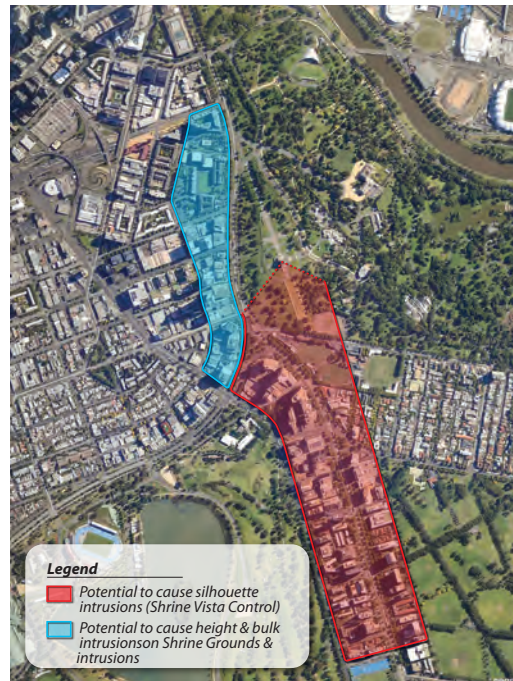 Legend
Potential to cause silhouette
intrusions (Shrine Vista Control)
Potential to cause height & bulk
intrusionson Shrine Grounds &
intrusions